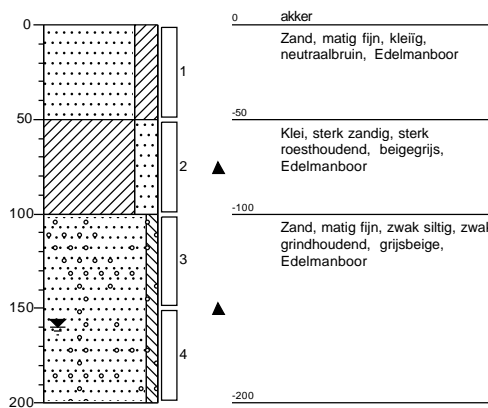 0
50
100
150
200
1
2
3
4
0 akker
Zand, matig fijn, kleiïg,
neutraalbruin, Edelmanboor
-50
Klei, sterk zandig, sterk
roesthoudend, beigegrijs,
Edelmanboor
-100
Zand, matig fijn, zwak siltig, zwak
grindhoudend, grijsbeige,
Edelmanboor
-200